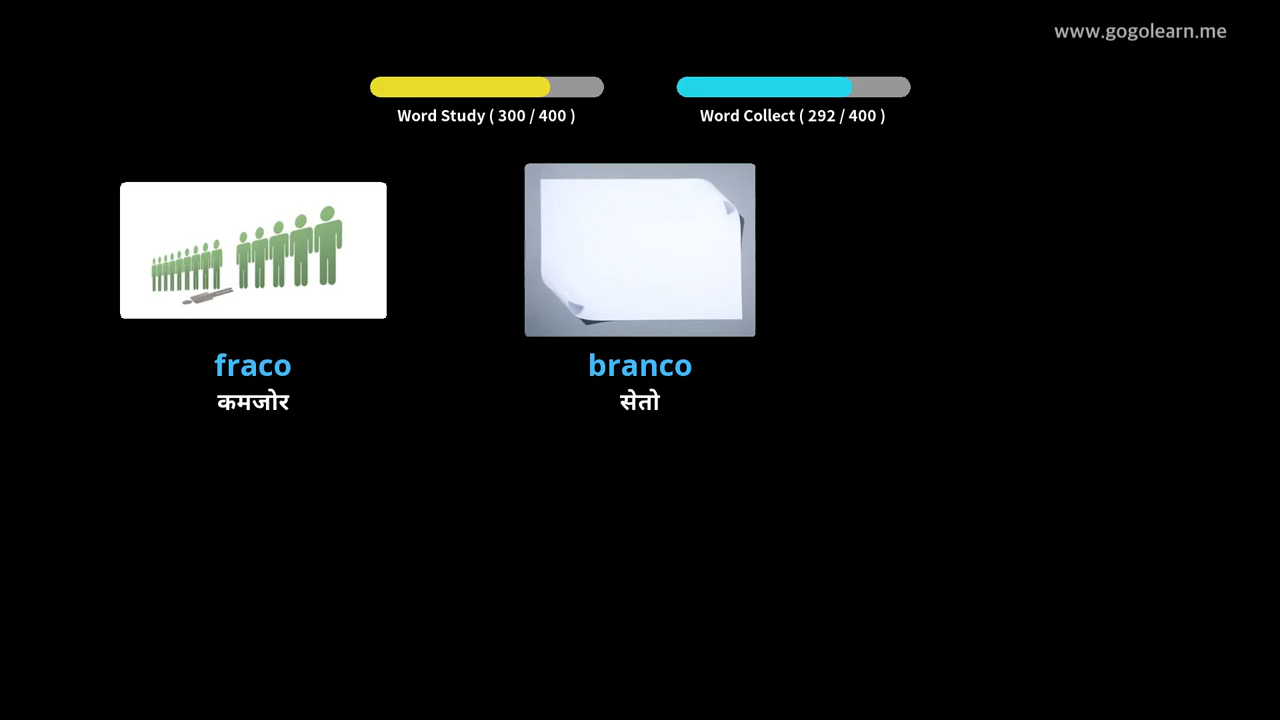 www.gogolearn.me
Word Study ( 300 / 400 )
Word Collect ( 292 / 400 )
fraco
कमजोर
branco
सेतो